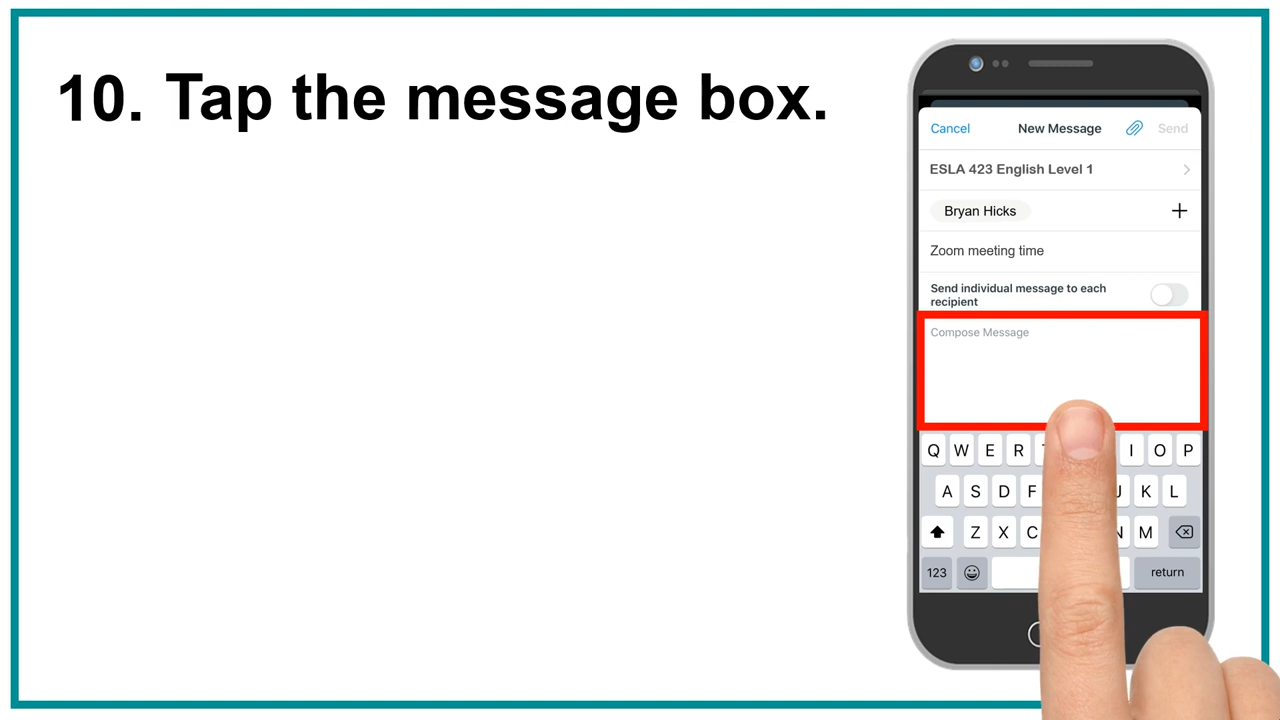 10. Tap the message box.
Cancel New Message Send
ESLA 423 English Level 1
Bryan Hicks
Zoom meeting time
Send individual message to each
recipient
Compose Message
Q W E R I O P
A S D F J K L
Z X C N M
123 return